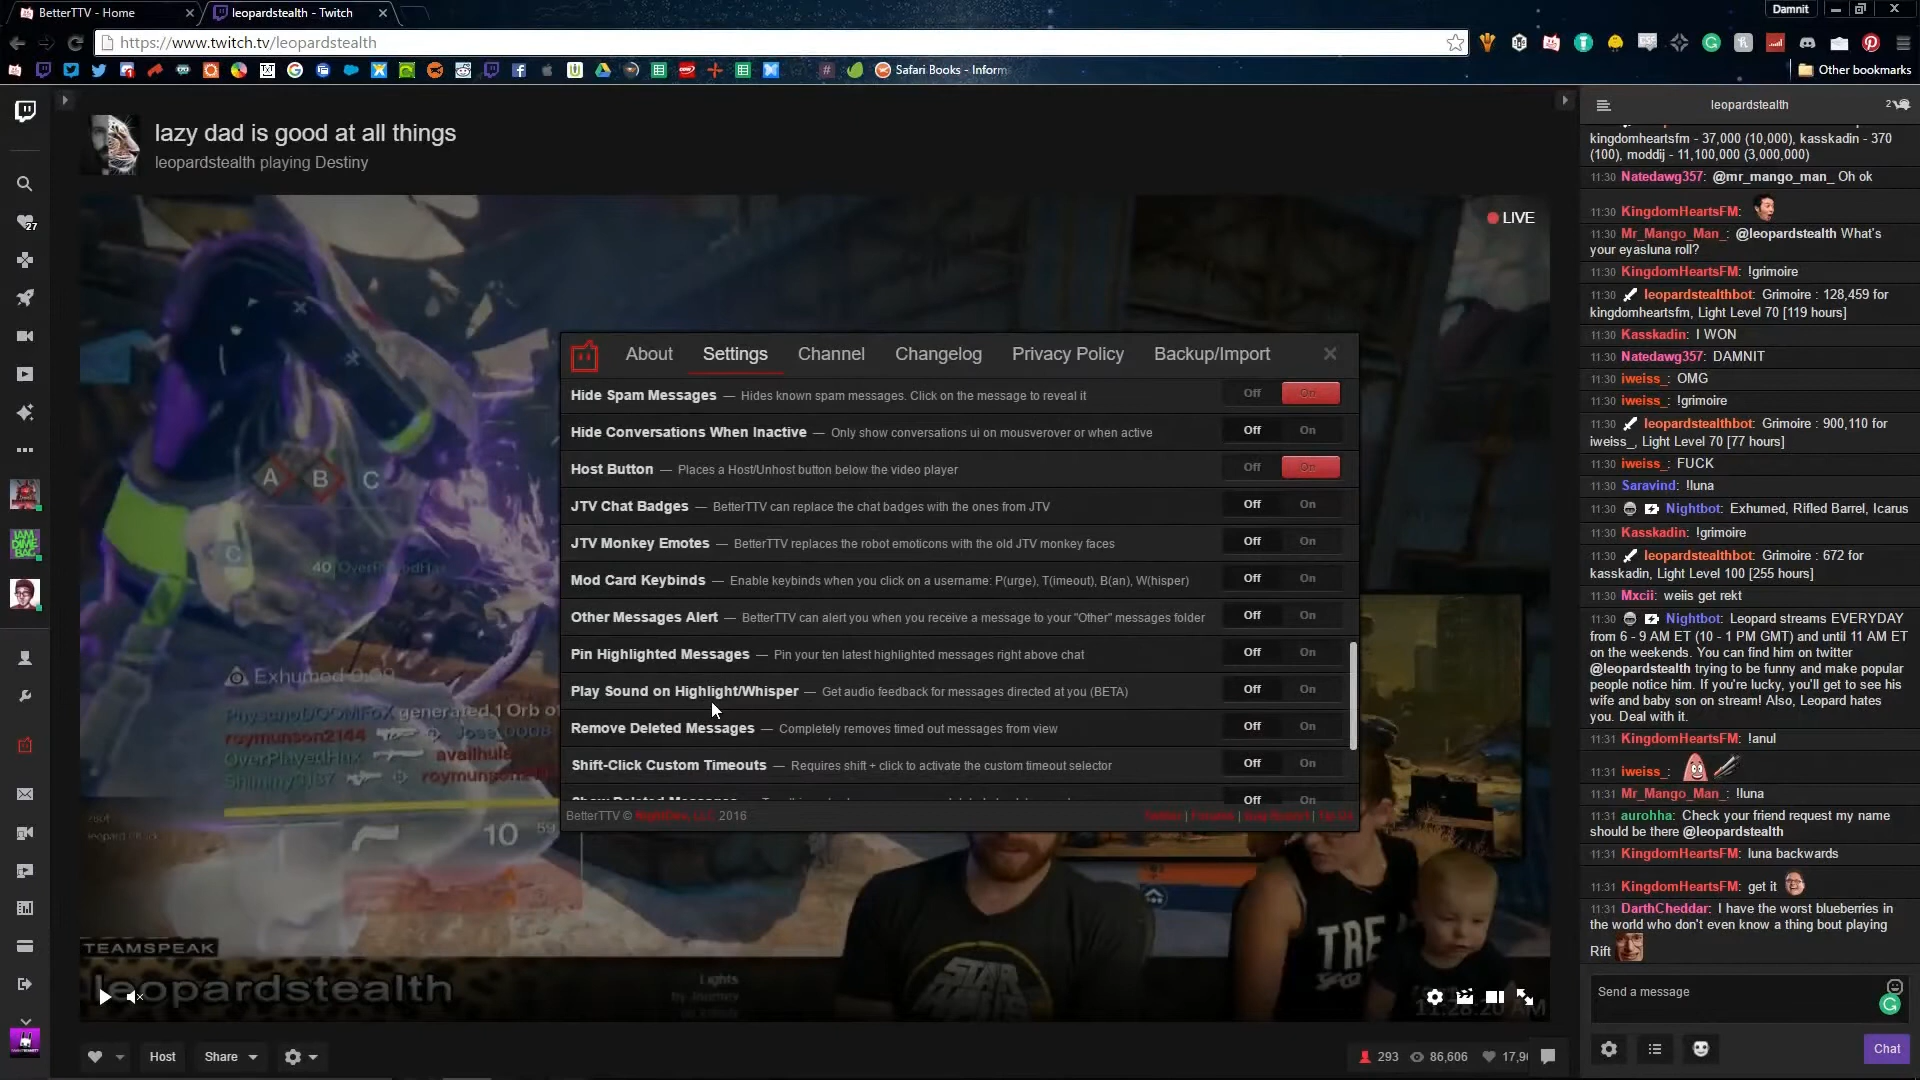 BetterTTV - Home
leopardstealth - Twitch
Damnit
https://www.twitch.tv/leopardstealth
Safari Books - Inform
Other bookmarks
lazy dad is good at all things
leopardstealth playing Destiny
LIVE
27
About Settings Channel Changelog Privacy Policy Backup/Import
Hide Spam Messages — Hides known spam messages. Click on the message to reveal it Off On
Hide Conversations When Inactive — Only show conversations ui on mousverover or when active Off On
Host Button — Places a Host/Unhost button below the video player Off On
JTV Chat Badges — BetterTTV can replace the chat badges with the ones from JTV Off On
JTV Monkey Emotes — BetterTTV replaces the robot emoticons with the old JTV monkey faces Off On
Mod Card Keybinds — Enable keybinds when you click on a username: P(urge), T(imeout), B(an), W(hisper) Off On
Other Messages Alert — BetterTTV can alert you when you receive a message to your "Other" messages folder Off On
Pin Highlighted Messages — Pin your ten latest highlighted messages right above chat Off On
Play Sound on Highlight/Whisper — Get audio feedback for messages directed at you (BETA) Off On
Remove Deleted Messages — Completely removes timed out messages from view Off On
Shift-Click Custom Timeouts — Requires shift + click to activate the custom timeout selector Off On
Off On
BetterTTV © 2016
A B C
C
40
Exhumed 09
generated 1 Orb of
roymunson2144
OverPlayedHax
10
TEAMSPEAK
leopardstealth
Lights
STAR
TRE
11:28:20 AM
Host Share
293 86,606
leopardstealth
2
kingdomheartsfm - 37,000 (10,000), kasskadin - 370
(100), moddij - 11,100,000 (3,000,000)
11:30 Natedawg357: @mr_mango_man_ Oh ok
11:30 KingdomHeartsFM:
11:30 Mr_Mango_Man_: @leopardstealth What's
your eyasluna roll?
11:30 KingdomHeartsFM: !grimoire
11:30 leopardstealthbot: Grimoire : 128,459 for
kingdomheartsfm, Light Level 70 [119 hours]
11:30 Kasskadin: I WON
11:30 Natedawg357: DAMNIT
11:30 iweiss_: OMG
11:30 iweiss_: !grimoire
11:30 leopardstealthbot: Grimoire : 900,110 for
iweiss_, Light Level 70 [77 hours]
11:30 iweiss_: FUCK
11:30 Saravind: !luna
11:30 Nightbot: Exhumed, Rifled Barrel, Icarus
11:30 Kasskadin: !grimoire
11:30 leopardstealthbot: Grimoire : 672 for
kasskadin, Light Level 100 [255 hours]
11:30 Mxcii: weiis get rekt
11:30 Nightbot: Leopard streams EVERYDAY
from 6 - 9 AM ET (10 - 1 PM GMT) and until 11 AM ET
on the weekends. You can find him on twitter
@leopardstealth trying to be funny and make popular
people notice him. If you're lucky, you'll get to see his
wife and baby son on stream! Also, Leopard hates
you. Deal with it.
11:31 KingdomHeartsFM: !anul
11:31 iweiss_:
11:31 Mr_Mango_Man_: !luna
11:31 aurohha: Check your friend request my name
should be there @leopardstealth
11:31 KingdomHeartsFM: luna backwards
11:31 KingdomHeartsFM: get it
11:31 DarthCheddar: I have the worst blueberries in
the world who don't even know a thing bout playing
Rift
Send a message
Chat